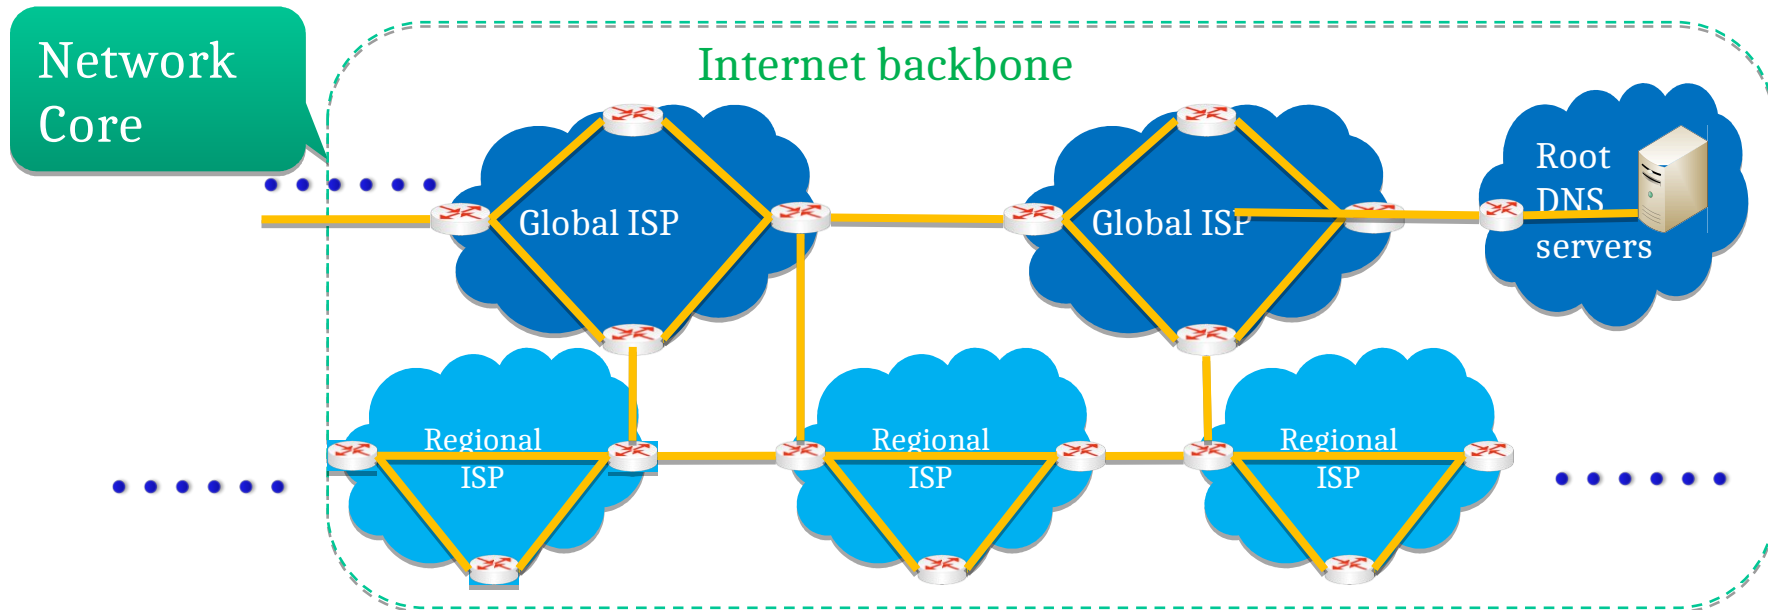 Network
Core
Internet backbone
Global ISP
Global ISP
Root
DNS
servers
Regional
ISP
Regional
ISP
Regional
ISP